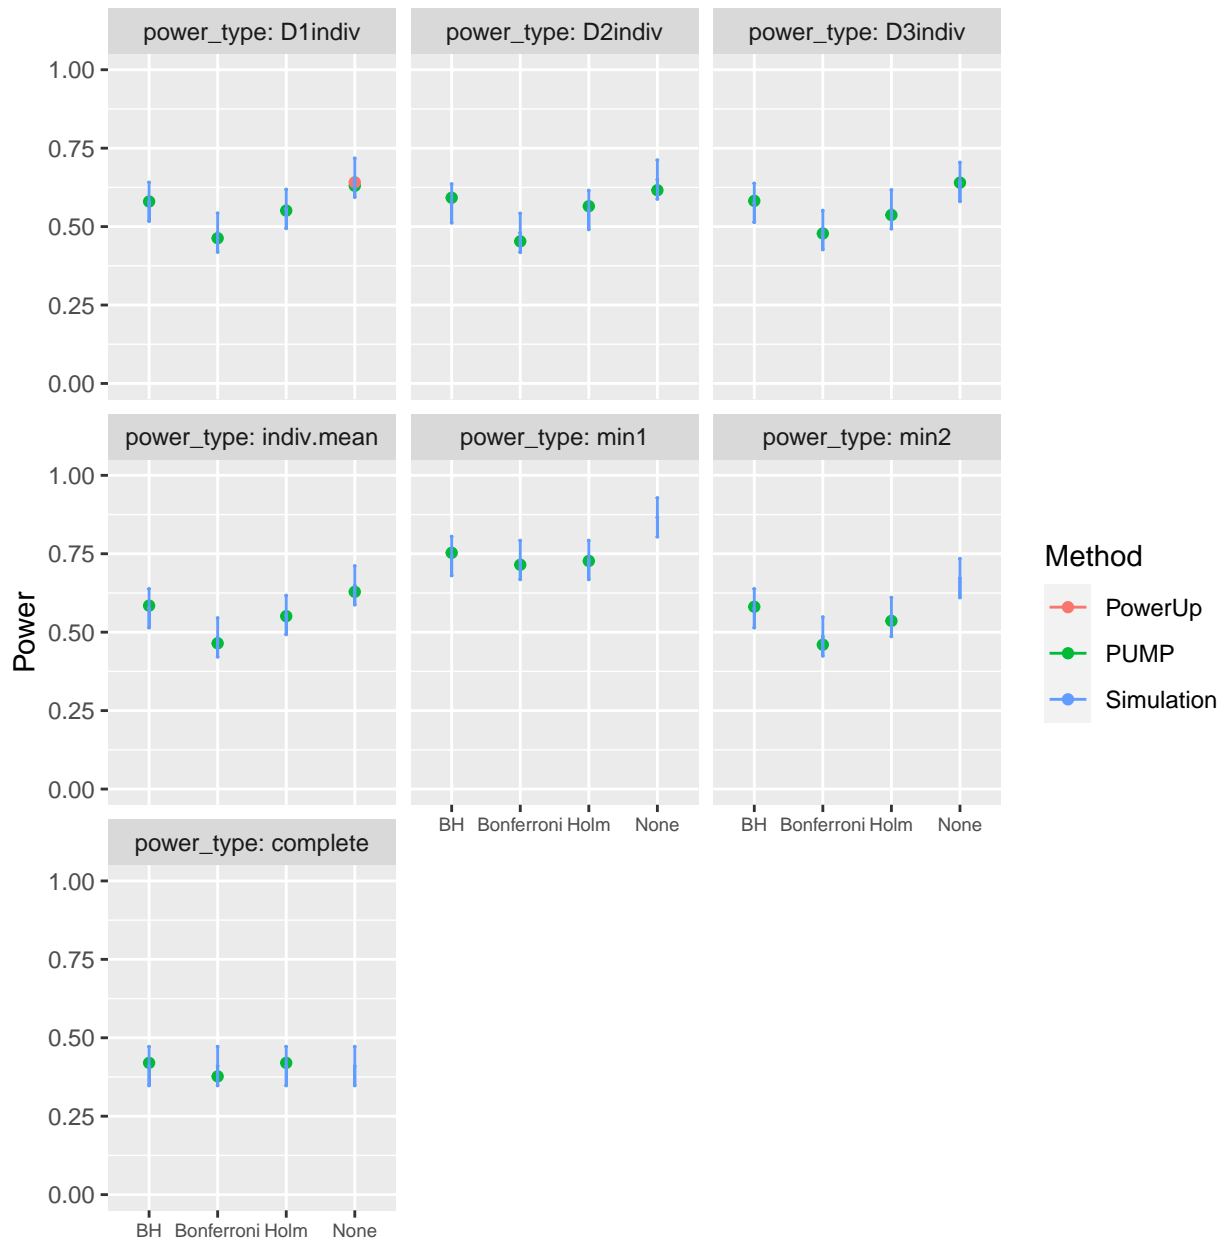 power_type: D1indiv power_type: D2indiv power_type: D3indiv
1.00
0.75
0.50
0.25
0.00
power_type: indiv.mean power_type: min1 power_type: min2
1.00
0.75
0.50
0.25
0.00
BH Bonferroni Holm None BH Bonferroni Holm None
power_type: complete
1.00
0.75
0.50
0.25
0.00
BH Bonferroni Holm None
Power
Method
PowerUp
PUMP
Simulation